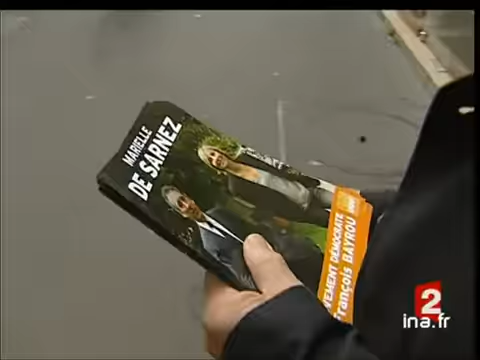 MARIELLE
DE SARNEZ
VEMENT DÉMOCRATE
François BAYROU
2
ina.fr